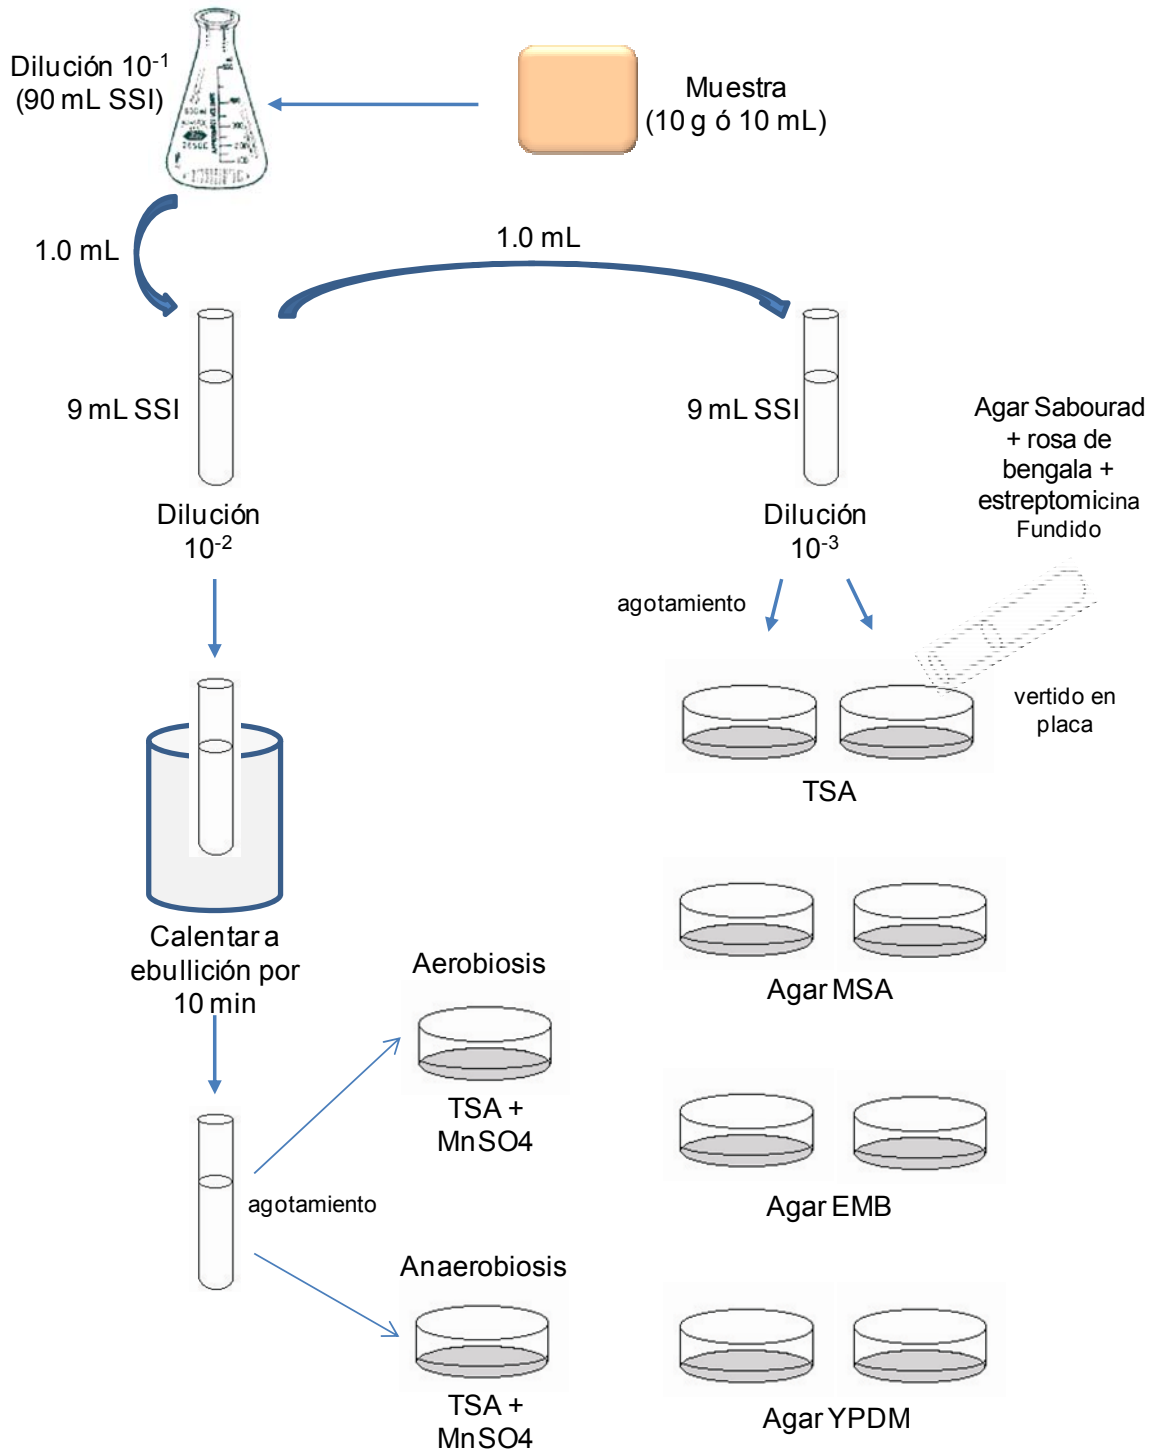 Dilución 10-1
(90 mL SSI)
Muestra
(10 g ó 10 mL)
1.0 mL
1.0 mL
9 mL SSI
9 mL SSI
Agar Sabourad
+ rosa de
bengala +
estreptomicina
Fundido
Dilución
10-2
Dilución
10-3
agotamiento
vertido en
placa
TSA
Calentar a
ebullición por
10 min
Aerobiosis
Agar MSA
TSA +
MnSO4
agotamiento
Agar EMB
Anaerobiosis
TSA +
MnSO4
Agar YPDM